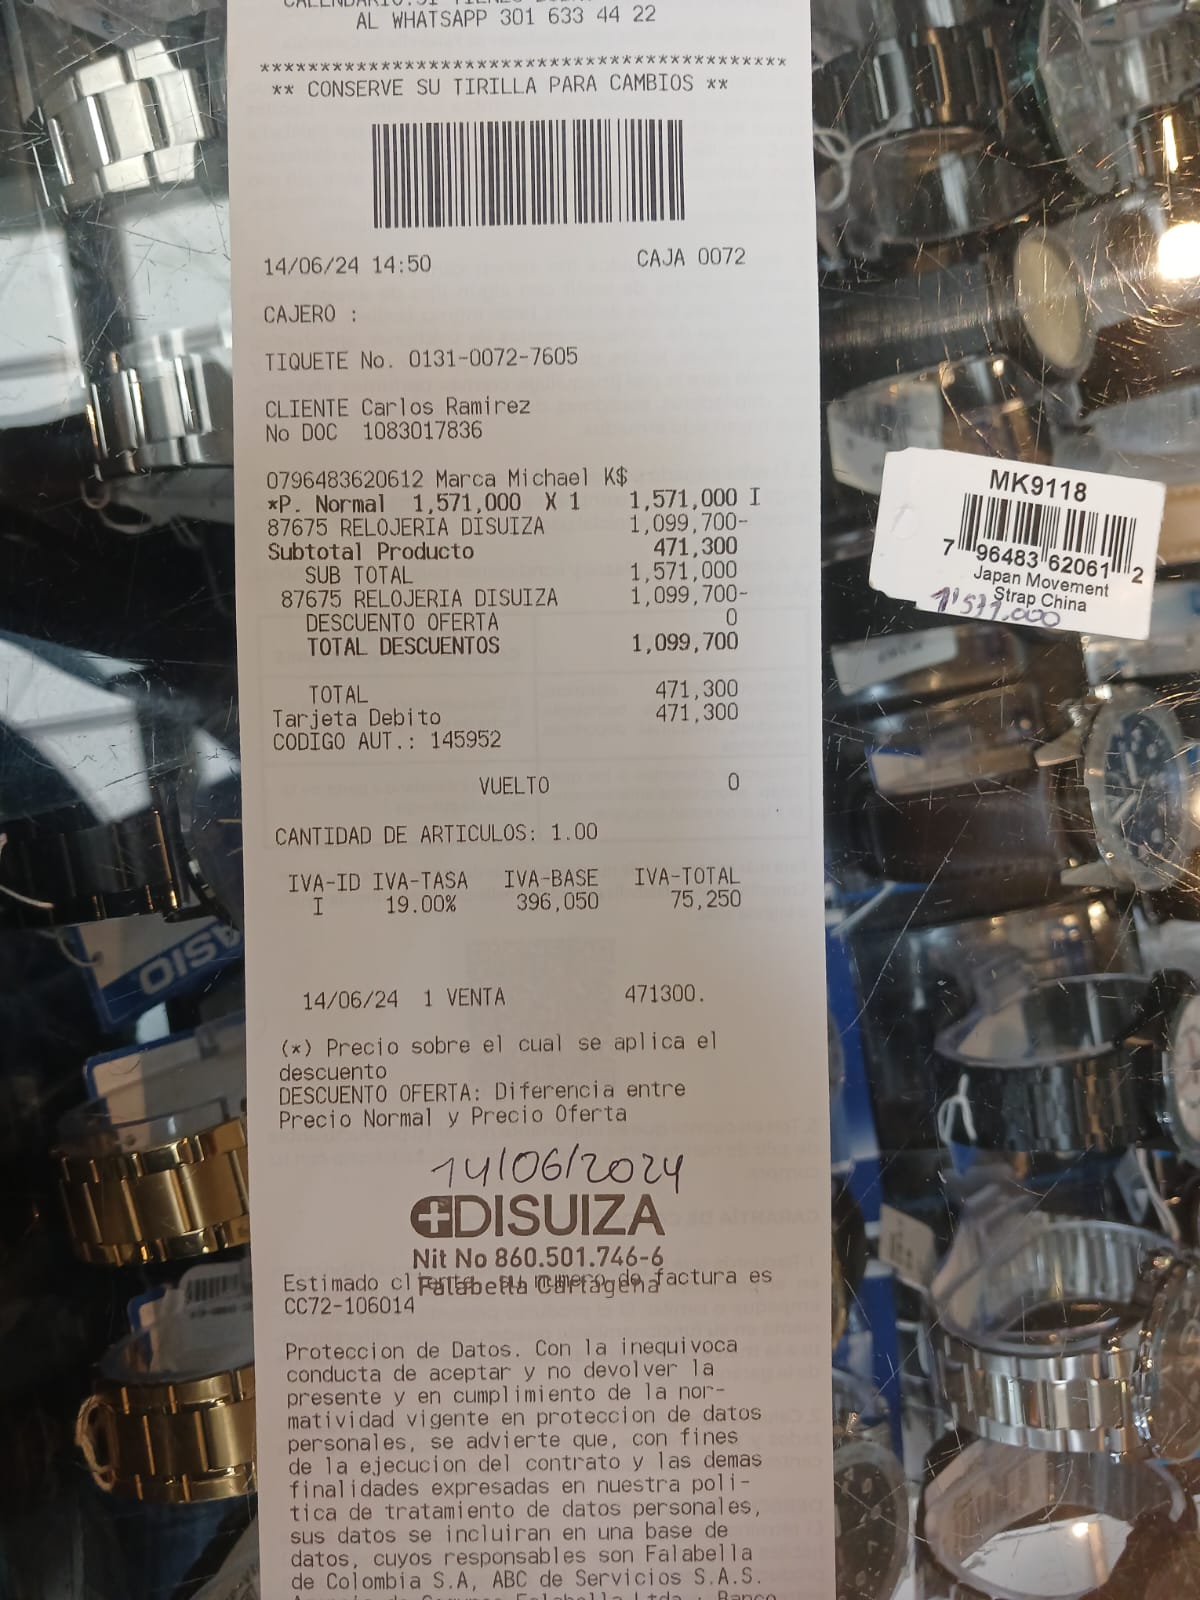 AL WHATSAPP 301 633 44 22
********************************************
** CONSERVE SU TIRILLA PARA CAMBIOS **
14/06/24 14:50 CAJA 0072
CAJERO :
TIQUETE No. 0131-0072-7605
CLIENTE Carlos Ramirez
No DOC 1083017836
0796483620612 Marca Michael K$
*P. Normal 1,571,000 X 1 1,571,000 I
87675 RELOJERIA DISUIZA 1,099,700-
Subtotal Producto 471,300
SUB TOTAL 1,571,000
87675 RELOJERIA DISUIZA 1,099,700-
DESCUENTO OFERTA 0
TOTAL DESCUENTOS 1,099,700
TOTAL 471,300
Tarjeta Debito 471,300
CODIGO AUT.: 145952
VUELTO 0
CANTIDAD DE ARTICULOS: 1.00
IVA-ID IVA-TASA IVA-BASE IVA-TOTAL
I 19.00% 396,050 75,250
14/06/24 1 VENTA 471300.
(*) Precio sobre el cual se aplica el
descuento
DESCUENTO OFERTA: Diferencia entre
Precio Normal y Precio Oferta
14/06/2024
DISUIZA
Nit No 860.501.746-6
Falabella Cartagena
Estimado cliente, su numero de factura es
CC72-106014
Proteccion de Datos. Con la inequivoca
conducta de aceptar y no devolver la
presente y en cumplimiento de la nor-
matividad vigente en proteccion de datos
personales, se advierte que, con fines
de la ejecucion del contrato y las demas
finalidades expresadas en nuestra poli-
tica de tratamiento de datos personales,
sus datos se incluiran en una base de
datos, cuyos responsables son Falabella
de Colombia S.A, ABC de Servicios S.A.S.
MK9118
7 96483 62061 2
Japan Movement
Strap China
1'571.000
ASIO